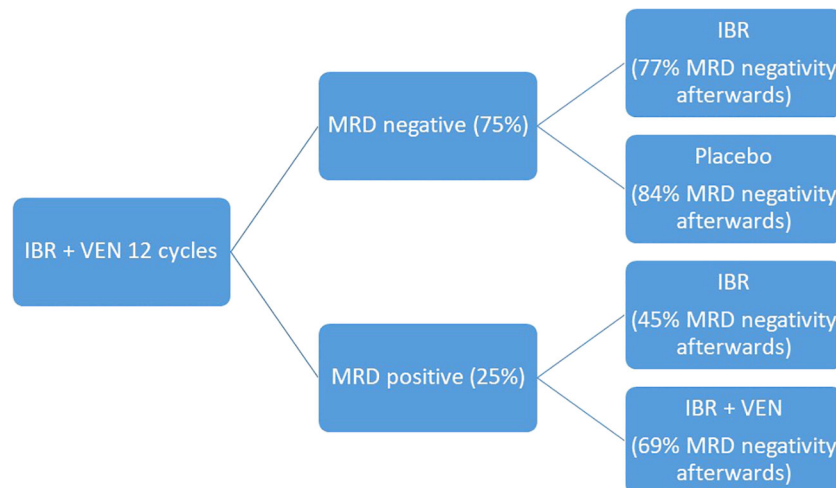 IBR + VEN 12 cycles
MRD negative (75%)
IBR
(77% MRD negativity
afterwards)
Placebo
(84% MRD negativity
afterwards)
MRD positive (25%)
IBR
(45% MRD negativity
afterwards)
IBR + VEN
(69% MRD negativity
afterwards)